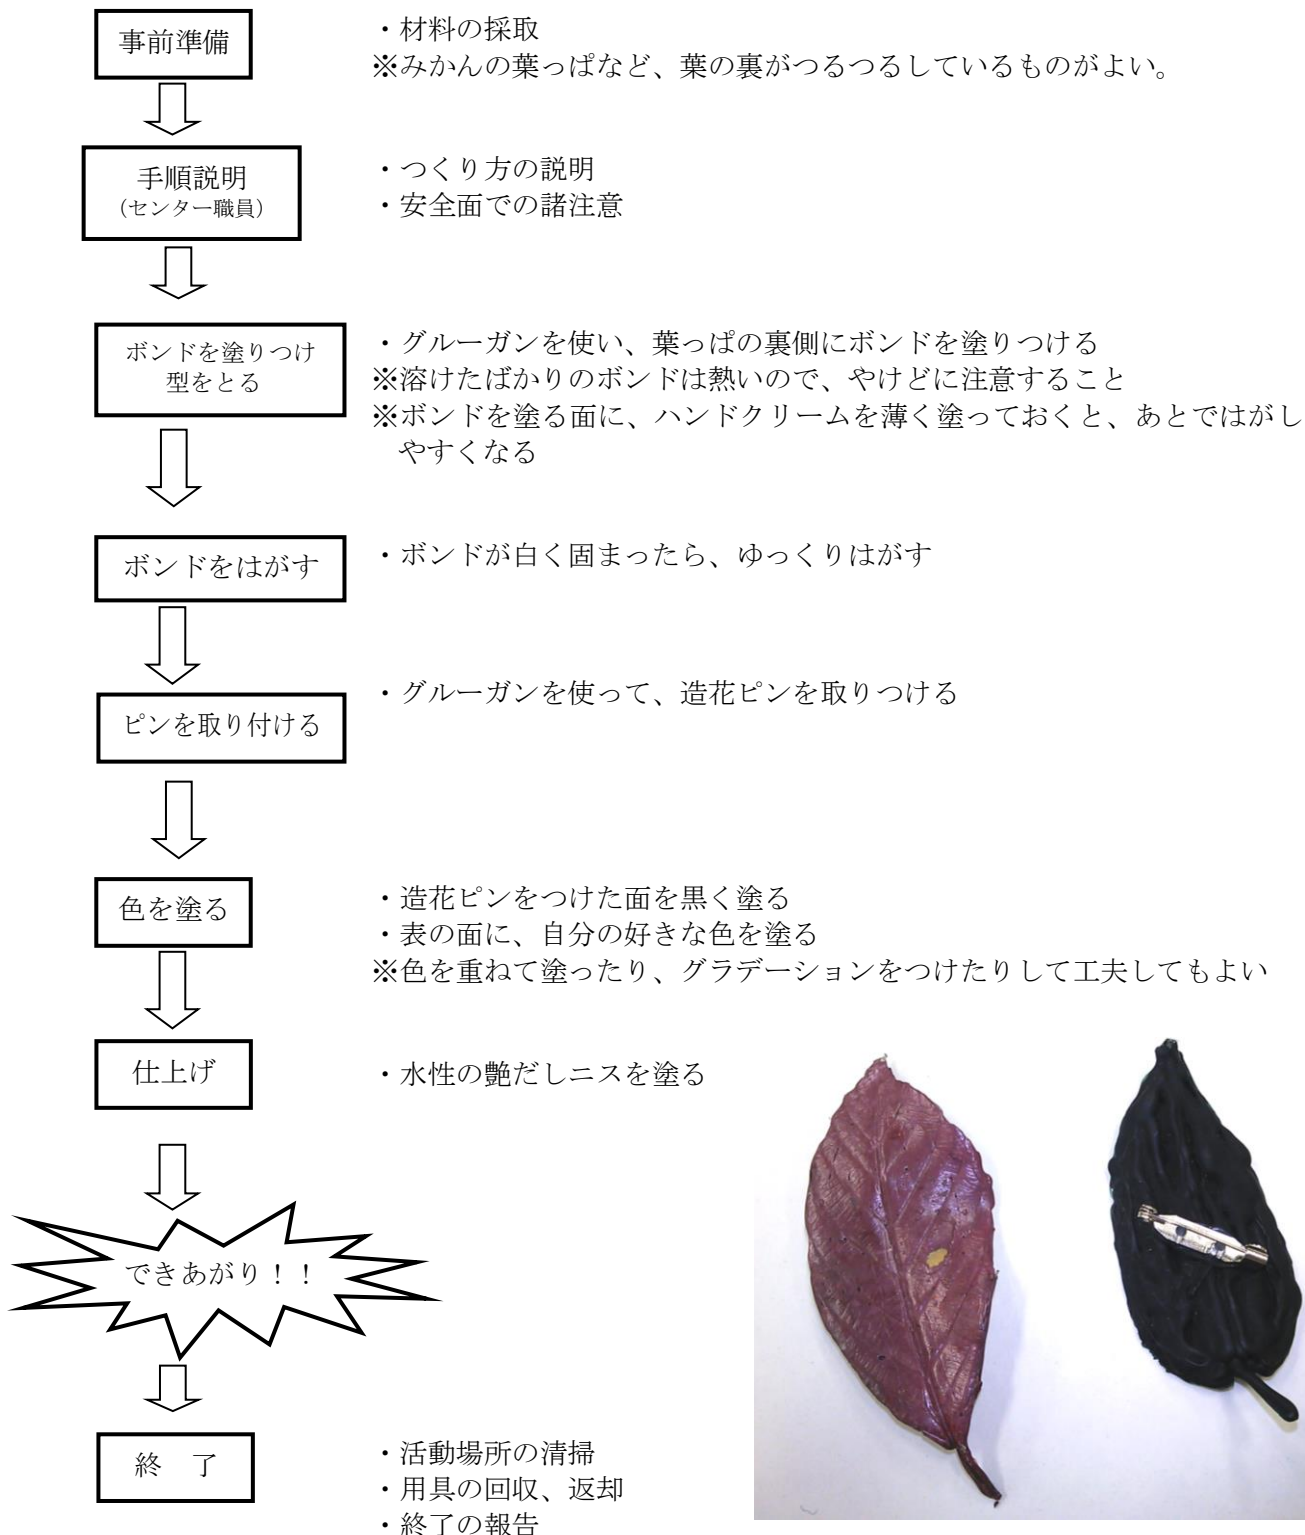 事前準備
・材料の採取
※みかんの葉っぱなど、葉の裏がつるつるしているものがよい。
手順説明
（センター職員）
・つくり方の説明
・安全面での諸注意
ボンドを塗りつけ
型をとる
・グルーガンを使い、葉っぱの裏側にボンドを塗りつける
※溶けたばかりのボンドは熱いので、やけどに注意すること
※ボンドを塗る面に、ハンドクリームを薄く塗っておくと、あとではがし
やすくなる
ボンドをはがす
・ボンドが白く固まったら、ゆっくりはがす
ピンを取り付ける
・グルーガンを使って、造花ピンを取りつける
色を塗る
・造花ピンをつけた面を黒く塗る
・表の面に、自分の好きな色を塗る
※色を重ねて塗ったり、グラデーションをつけたりして工夫してもよい
仕上げ
・水性の艶だしニスを塗る
できあがり！！
終　了
・活動場所の清掃
・用具の回収、返却
・終了の報告